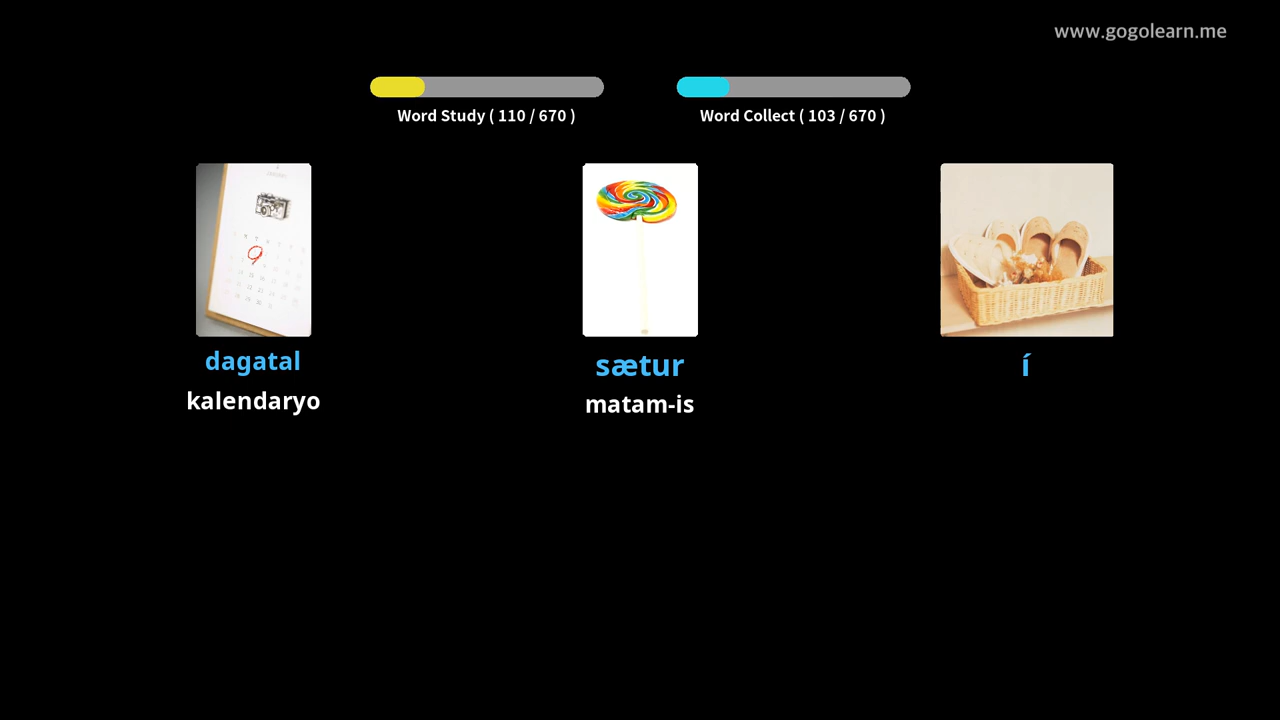 www.gogolearn.me
Word Study ( 110 / 670 )
Word Collect ( 103 / 670 )
dagatal
kalendaryo
sætur
matam-is
í